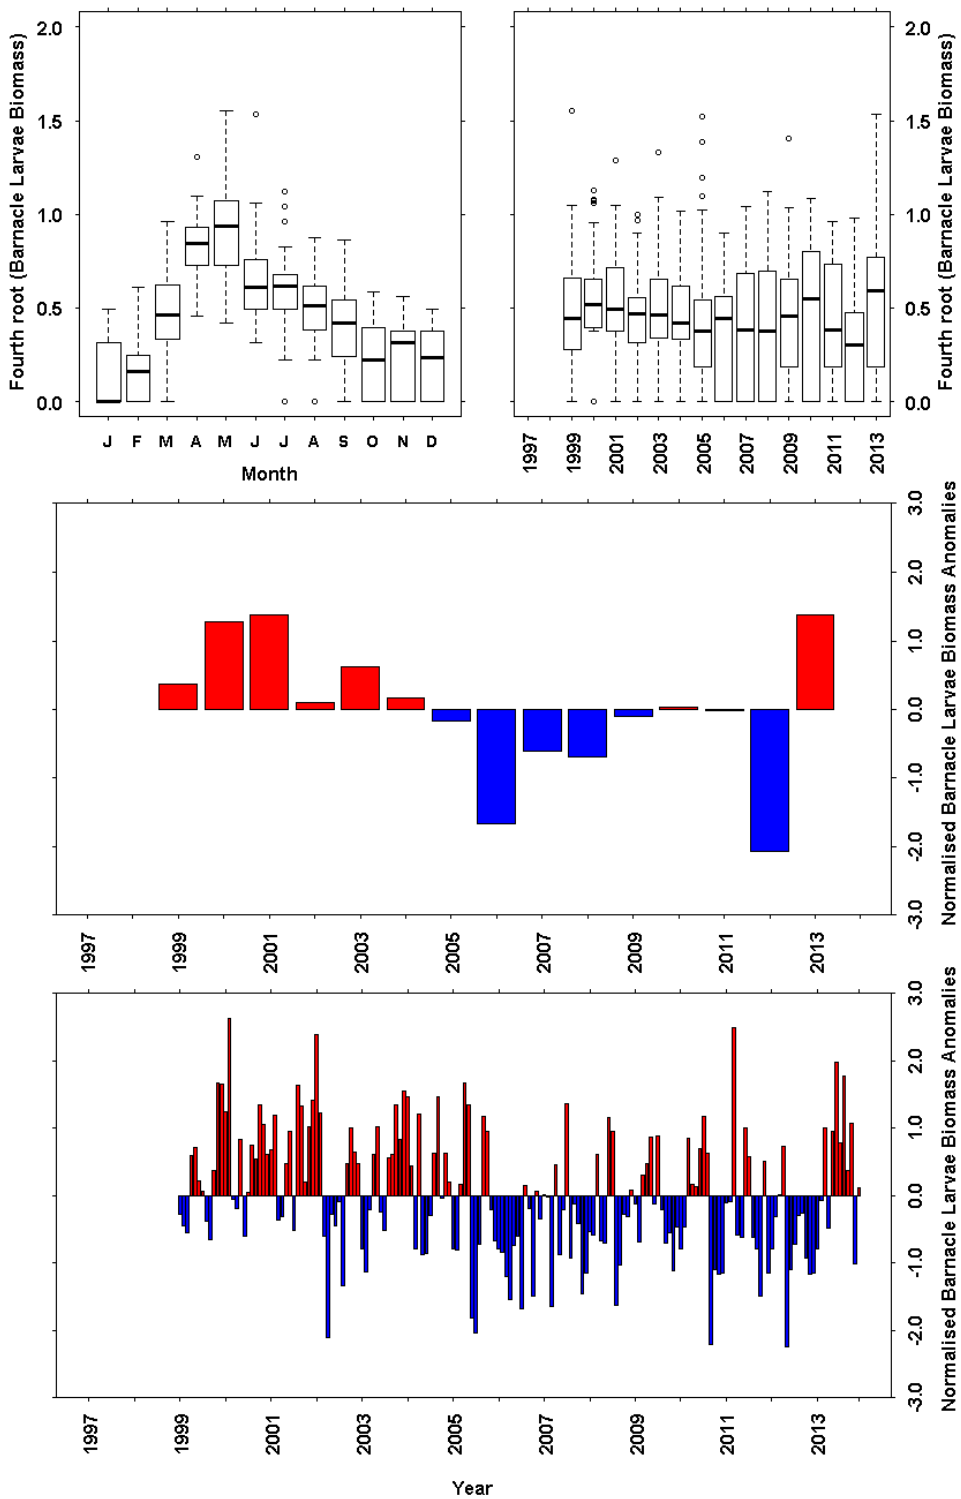 Fourth root (Barnacle Larvae Biomass)
2.0
1.5
1.0
0.5
0.0
J F M A M J J A S O N D
Month
2.0
1.5
1.0
0.5
0.0
Fourth root (Barnacle Larvae Biomass)
1997 1999 2001 2003 2005 2007 2009 2011 2013
3.0
2.0
1.0
0.0
-1.0
-2.0
-3.0
Normalised Barnacle Larvae Biomass Anomalies
1997 1999 2001 2003 2005 2007 2009 2011 2013
3.0
2.0
1.0
0.0
-1.0
-2.0
-3.0
Normalised Barnacle Larvae Biomass Anomalies
1997 1999 2001 2003 2005 2007 2009 2011 2013
Year